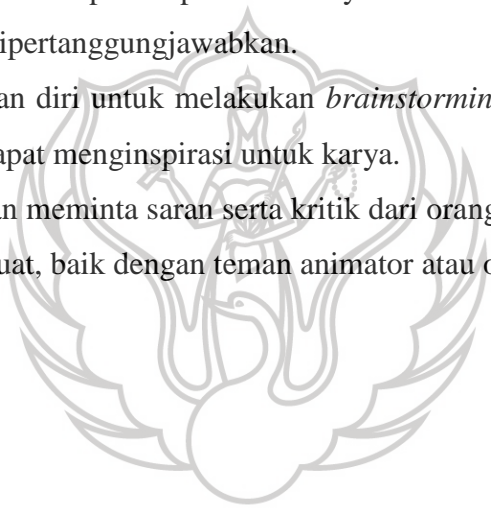 ipertanggungjawabkan.
an diri untuk melakukan brainstormin
apat menginspirasi untuk karya.
an meminta saran serta kritik dari orang
uat, baik dengan teman animator atau o